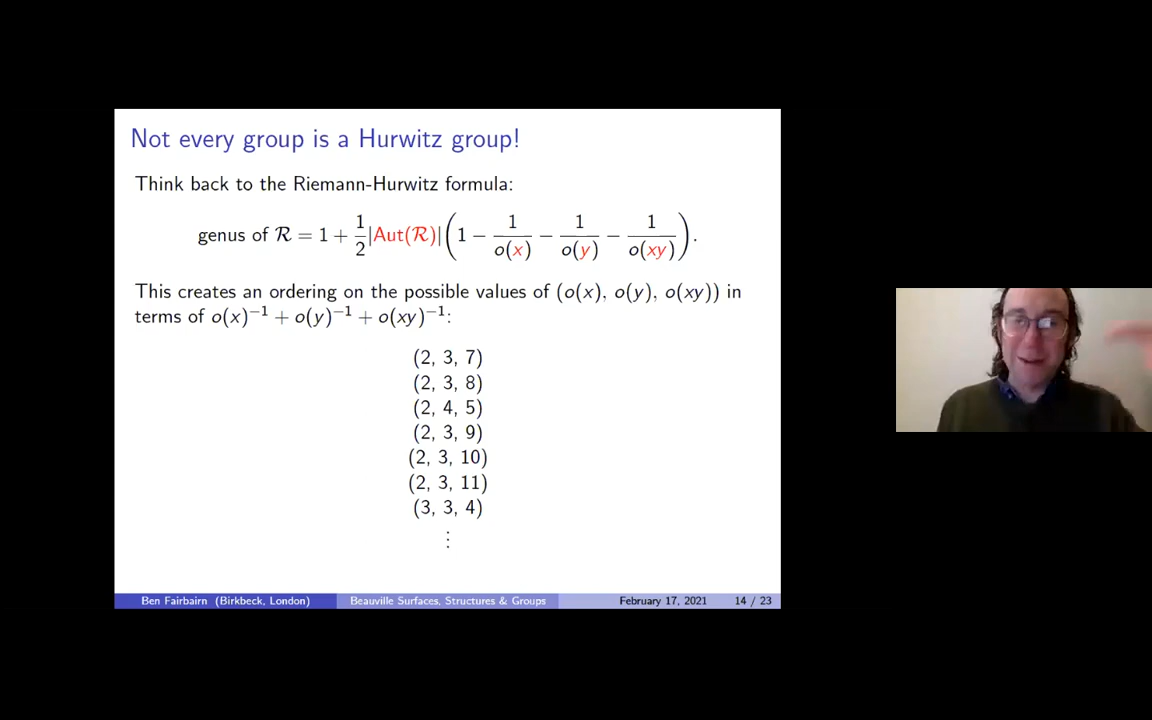 Not every group is a Hurwitz group!
Think back to the Riemann-Hurwitz formula:
genus of ℛ = 1 + 1/2 |Aut(ℛ)| (1 − 1/o(x) − 1/o(y) − 1/o(xy)).
This creates an ordering on the possible values of (o(x), o(y), o(xy)) in
terms of o(x)⁻¹ + o(y)⁻¹ + o(xy)⁻¹:
(2, 3, 7)
(2, 3, 8)
(2, 4, 5)
(2, 3, 9)
(2, 3, 10)
(2, 3, 11)
(3, 3, 4)
⋮
Ben Fairbairn (Birkbeck, London) Beauville Surfaces, Structures & Groups February 17, 2021 14 / 23